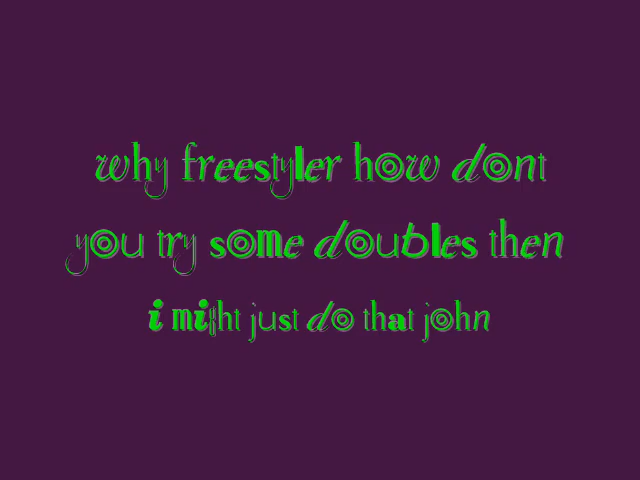 why freestyler how dont
you try some doubles then
i might just do that john